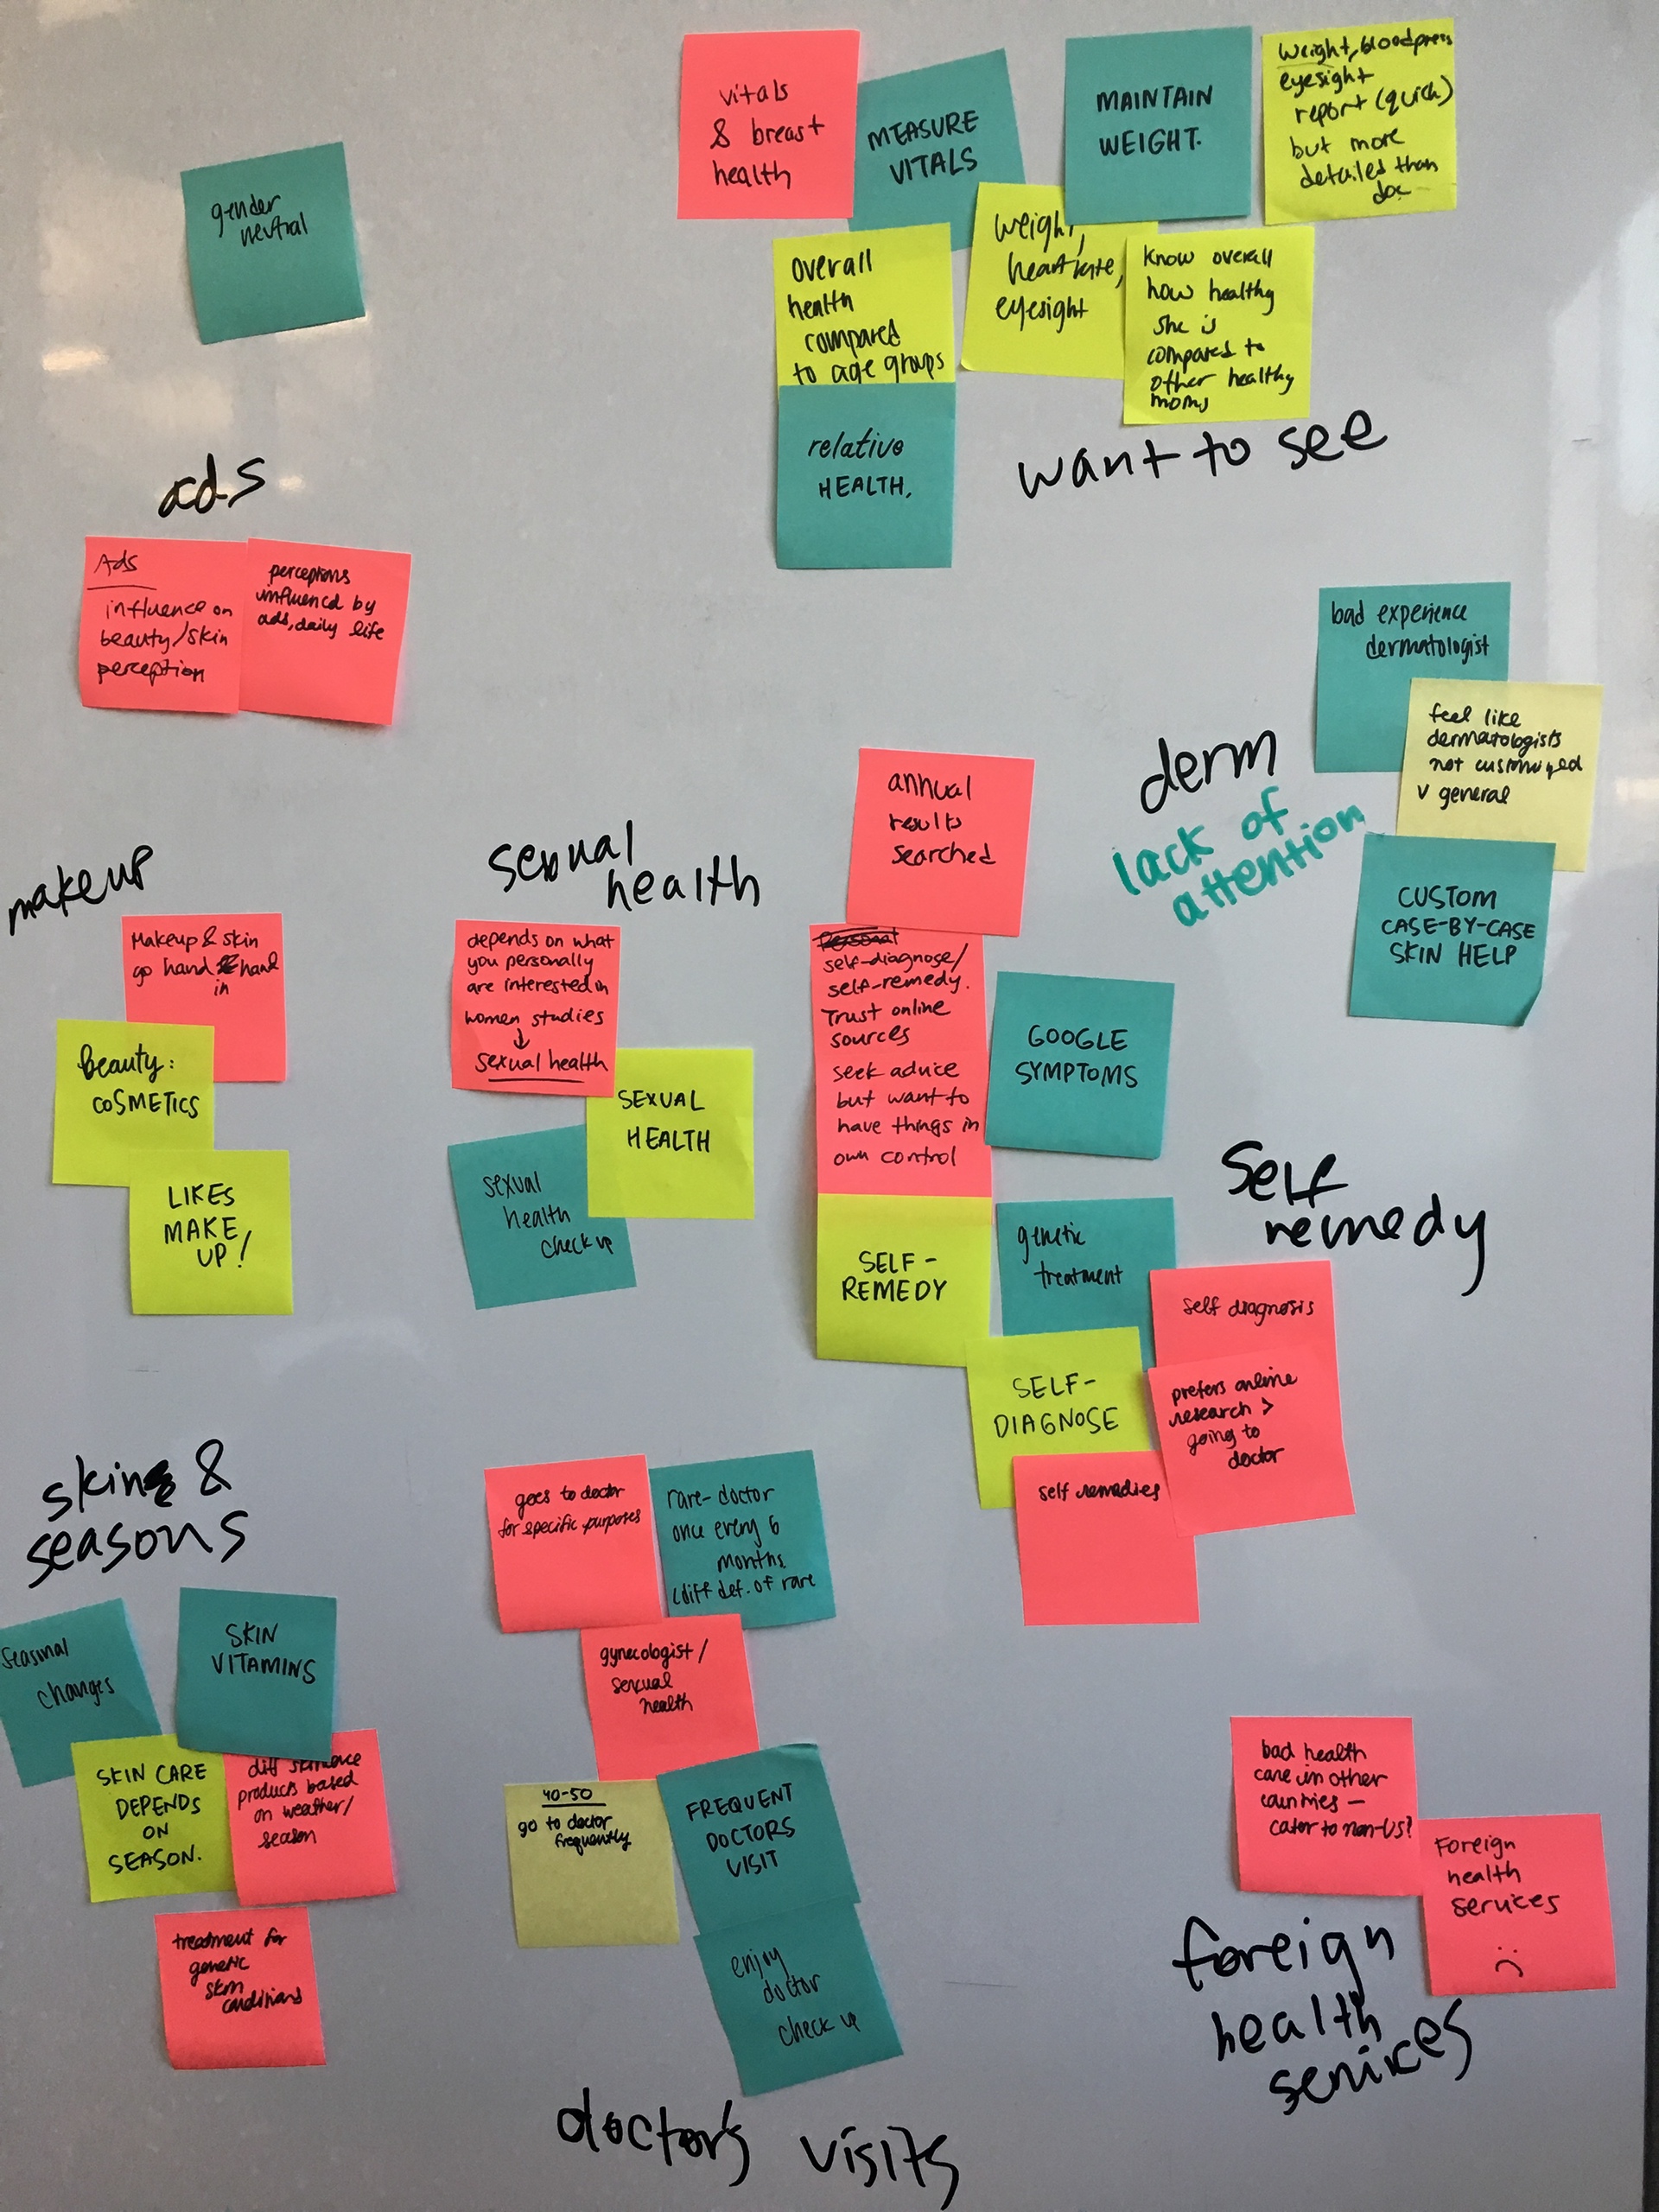 vitals
& breast
health
MEASURE
VITALS
MAINTAIN
WEIGHT.
weight, bloodpress
eyesight
report (quick)
but more
detailed than
doc
gender
neutral
overall
health
compared
to age groups
weight,
heart rate,
eyesight
know overall
how healthy
she is
compared to
other healthy
moms
relative
HEALTH.
want to see
ads
Ads
influence on
beauty/skin
perception
perceptions
influenced by
ads, daily life
bad experience
dermatologist
feel like
dermatologists
not customized
v general
derm
lack of
attention
CUSTOM
CASE-BY-CASE
SKIN HELP
makeup
Makeup & skin
go hand hand
in
beauty:
COSMETICS
LIKES
MAKE
UP!
sexual
health
depends on what
you personally
are interested in
women studies
↓
sexual health
SEXUAL
HEALTH
sexual
health
check up
annual
results
searched
Personal
self-diagnose/
self-remedy.
Trust online
sources
seek advice
but want to
have things in
own control
GOOGLE
SYMPTOMS
Self
remedy
SELF-
REMEDY
genetic
treatment
self diagnosis
SELF-
DIAGNOSE
prefers online
research >
going to
doctor
self remedies
skin &
seasons
seasonal
changes
SKIN
VITAMINS
SKIN CARE
DEPENDS
ON
SEASON.
diff skincare
products based
on weather/
season
treatment for
genetic
skin
conditions
goes to doctor
for specific purposes
rare-doctor
once every 6
months
(diff def. of rare
gynecologist/
sexual
health
40-50
go to doctor
frequently
FREQUENT
DOCTORS
VISIT
enjoy
doctor
check up
doctors visits
bad health
care in other
countries —
cater to non-US?
Foreign
health
services
:(
foreign
health
services